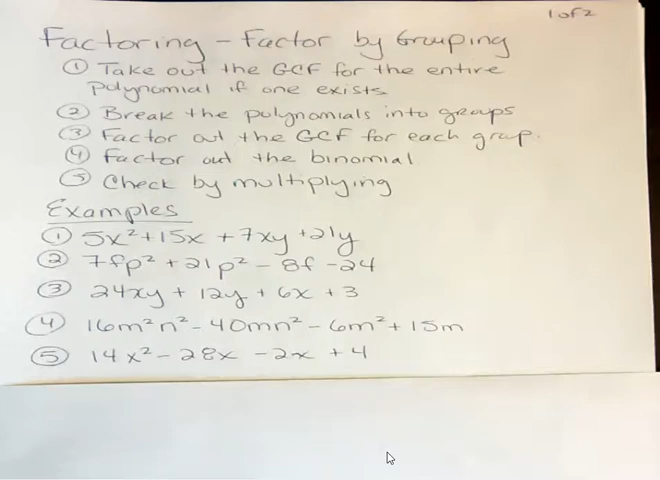 1 of 2
Factoring - Factor by Grouping
① Take out the GCF for the entire
polynomial if one exists
② Break the polynomials into groups
③ Factor out the GCF for each group.
④ Factor out the binomial
⑤ Check by multiplying
Examples
① 5x² + 15x + 7xy + 21y
② 7fp² + 21p² - 8f - 24
③ 24xy + 12y + 6x + 3
④ 16m²n² - 40mn² - 6m² + 15m
⑤ 14x² - 28x - 2x + 4